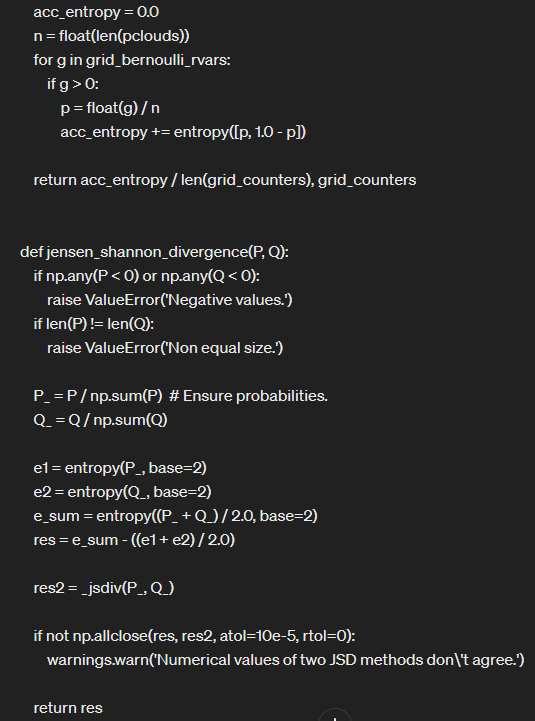 acc_entropy = 0.0
n = float(len(pclouds))
for g in grid_bernoulli_rvars:
if g > 0:
p = float(g) / n
acc_entropy += entropy([p, 1.0 - p])
return acc_entropy / len(grid_counters), grid_counters
def jensen_shannon_divergence(P, Q):
if np.any(P < 0) or np.any(Q < 0):
raise ValueError('Negative values.')
if len(P) != len(Q):
raise ValueError('Non equal size.')
P_ = P / np.sum(P)  # Ensure probabilities.
Q_ = Q / np.sum(Q)
e1 = entropy(P_, base=2)
e2 = entropy(Q_, base=2)
e_sum = entropy((P_ + Q_) / 2.0, base=2)
res = e_sum - ((e1 + e2) / 2.0)
res2 = _jsdiv(P_, Q_)
if not np.allclose(res, res2, atol=10e-5, rtol=0):
warnings.warn('Numerical values of two JSD methods don\'t agree.')
return res